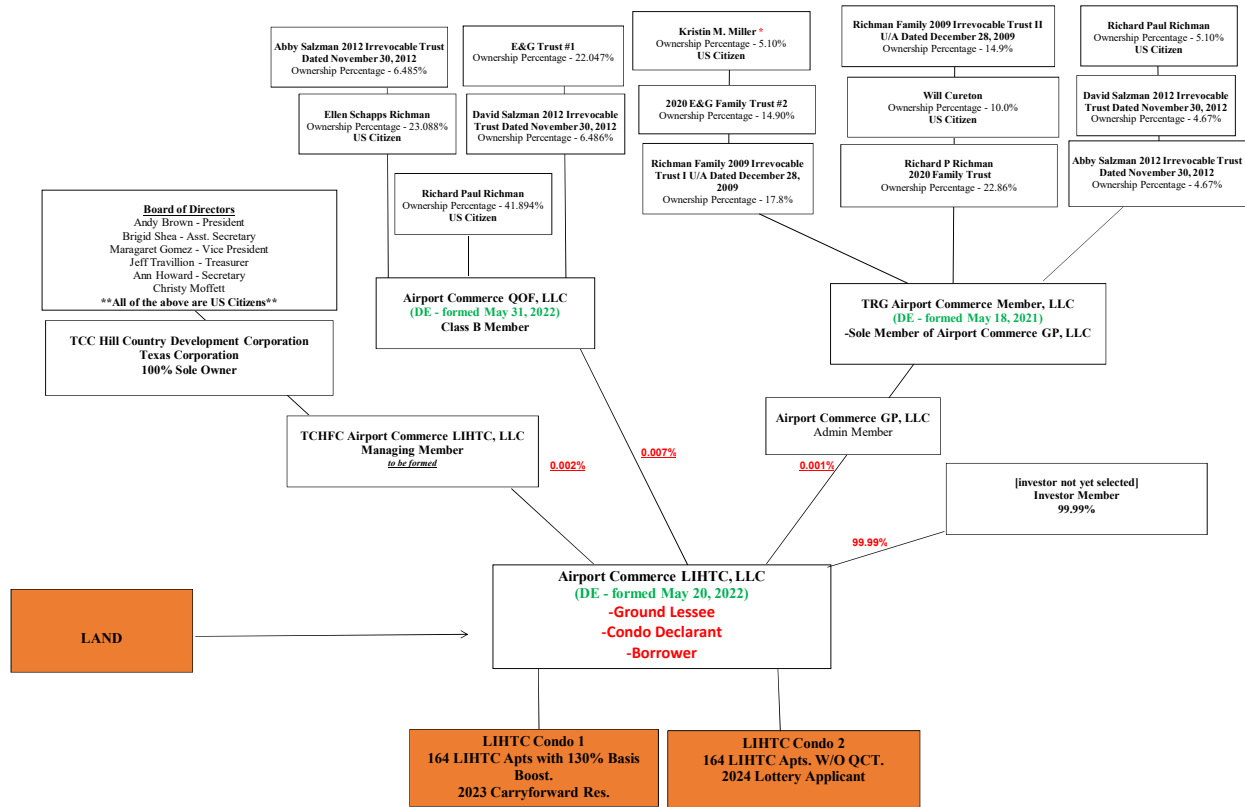 Abby Salzman 2012 Irrevocable Trust
Dated November 30, 2012
Ownership Percentage - 6.485%
E&G Trust #1
Ownership Percentage - 22.047%
Kristin M. Miller *
Ownership Percentage - 5.10%
US Citizen
Richman Family 2009 Irrevocable Trust II
U/A Dated December 28, 2009
Ownership Percentage - 14.9%
Richard Paul Richman
Ownership Percentage - 5.10%
US Citizen
Ellen Schapps Richman
Ownership Percentage - 23.088%
US Citizen
David Salzman 2012 Irrevocable
Trust Dated November 30, 2012
Ownership Percentage - 6.486%
2020 E&G Family Trust #2
Ownership Percentage - 14.90%
Will Cureton
Ownership Percentage - 10.0%
US Citizen
David Salzman 2012 Irrevocable
Trust Dated November 30, 2012
Ownership Percentage - 4.67%
Richard Paul Richman
Ownership Percentage - 41.894%
US Citizen
Richman Family 2009 Irrevocable
Trust I U/A Dated December 28,
2009
Ownership Percentage - 17.8%
Richard P Richman
2020 Family Trust
Ownership Percentage - 22.86%
Abby Salzman 2012 Irrevocable Trust
Dated November 30, 2012
Ownership Percentage - 4.67%
Board of Directors
Andy Brown - President
Brigid Shea - Asst. Secretary
Maragaret Gomez - Vice President
Jeff Travillion - Treasurer
Ann Howard - Secretary
Christy Moffett
**All of the above are US Citizens**
Airport Commerce QOF, LLC
(DE - formed May 31, 2022)
Class B Member
TRG Airport Commerce Member, LLC
(DE - formed May 18, 2021)
-Sole Member of Airport Commerce GP, LLC
TCC Hill Country Development Corporation
Texas Corporation
100% Sole Owner
TCHFC Airport Commerce LIHTC, LLC
Managing Member
to be formed
Airport Commerce GP, LLC
Admin Member
0.002%
0.007%
0.001%
[investor not yet selected]
Investor Member
99.99%
99.99%
Airport Commerce LIHTC, LLC
(DE - formed May 20, 2022)
-Ground Lessee
-Condo Declarant
-Borrower
LAND
LIHTC Condo 1
164 LIHTC Apts with 130% Basis
Boost.
2023 Carryforward Res.
LIHTC Condo 2
164 LIHTC Apts. W/O QCT.
2024 Lottery Applicant